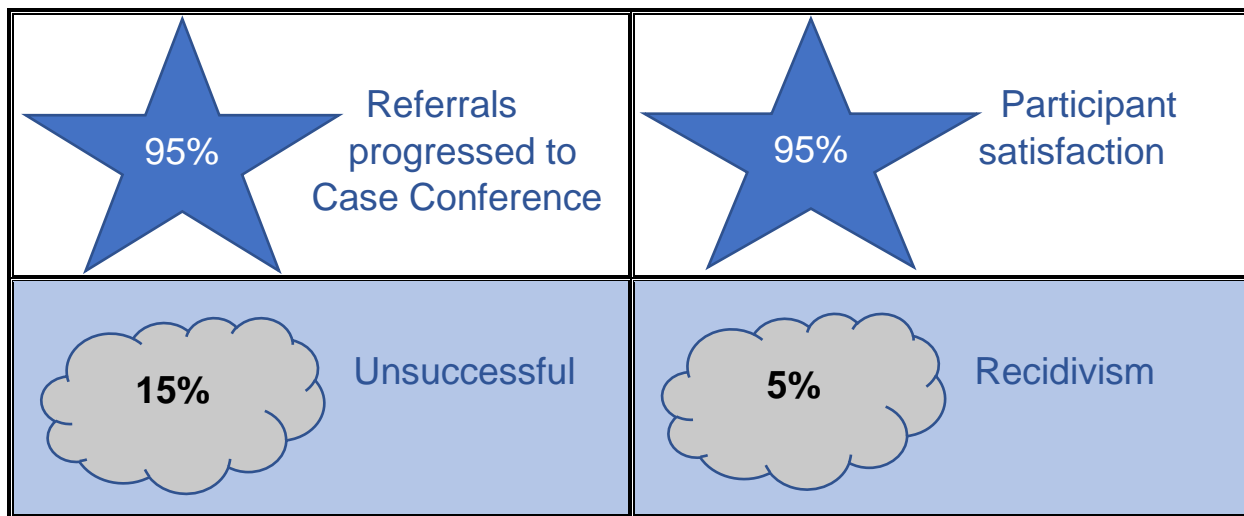 95%
Referrals
progressed to
Case Conference
95%
Participant
satisfaction
15%
Unsuccessful
5%
Recidivism